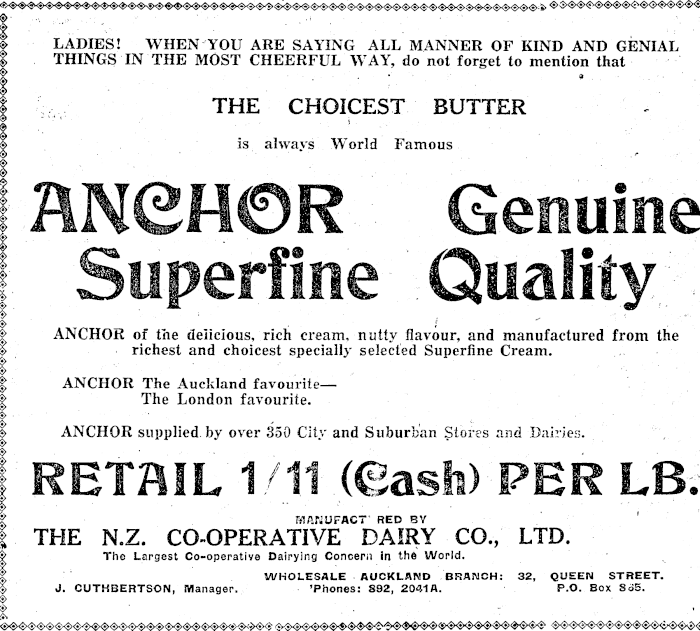 LADIES! WHEN YOU ARE SAYING ALL MANNER OF KIND AND GENIAL
THINGS IN THE MOST CHEERFUL WAY, do not forget to mention that
THE CHOICEST BUTTER
is always World Famous
ANCHOR Genuine
Superfine Quality
ANCHOR of the delicious, rich cream, nutty flavour, and manufactured from the
richest and choicest specially selected Superfine Cream.
ANCHOR The Auckland favourite—
The London favourite.
ANCHOR supplied by over 350 City and Suburban Stores and Dairies.
RETAIL 1/11 (Cash) PER LB.
MANUFACT RED BY
THE N.Z. CO-OPERATIVE DAIRY CO., LTD.
The Largest Co-operative Dairying Concern in the World.
WHOLESALE AUCKLAND BRANCH: 32, QUEEN STREET.
J. CUTHBERTSON, Manager. 'Phones: 892, 2041A. P.O. Box 865.